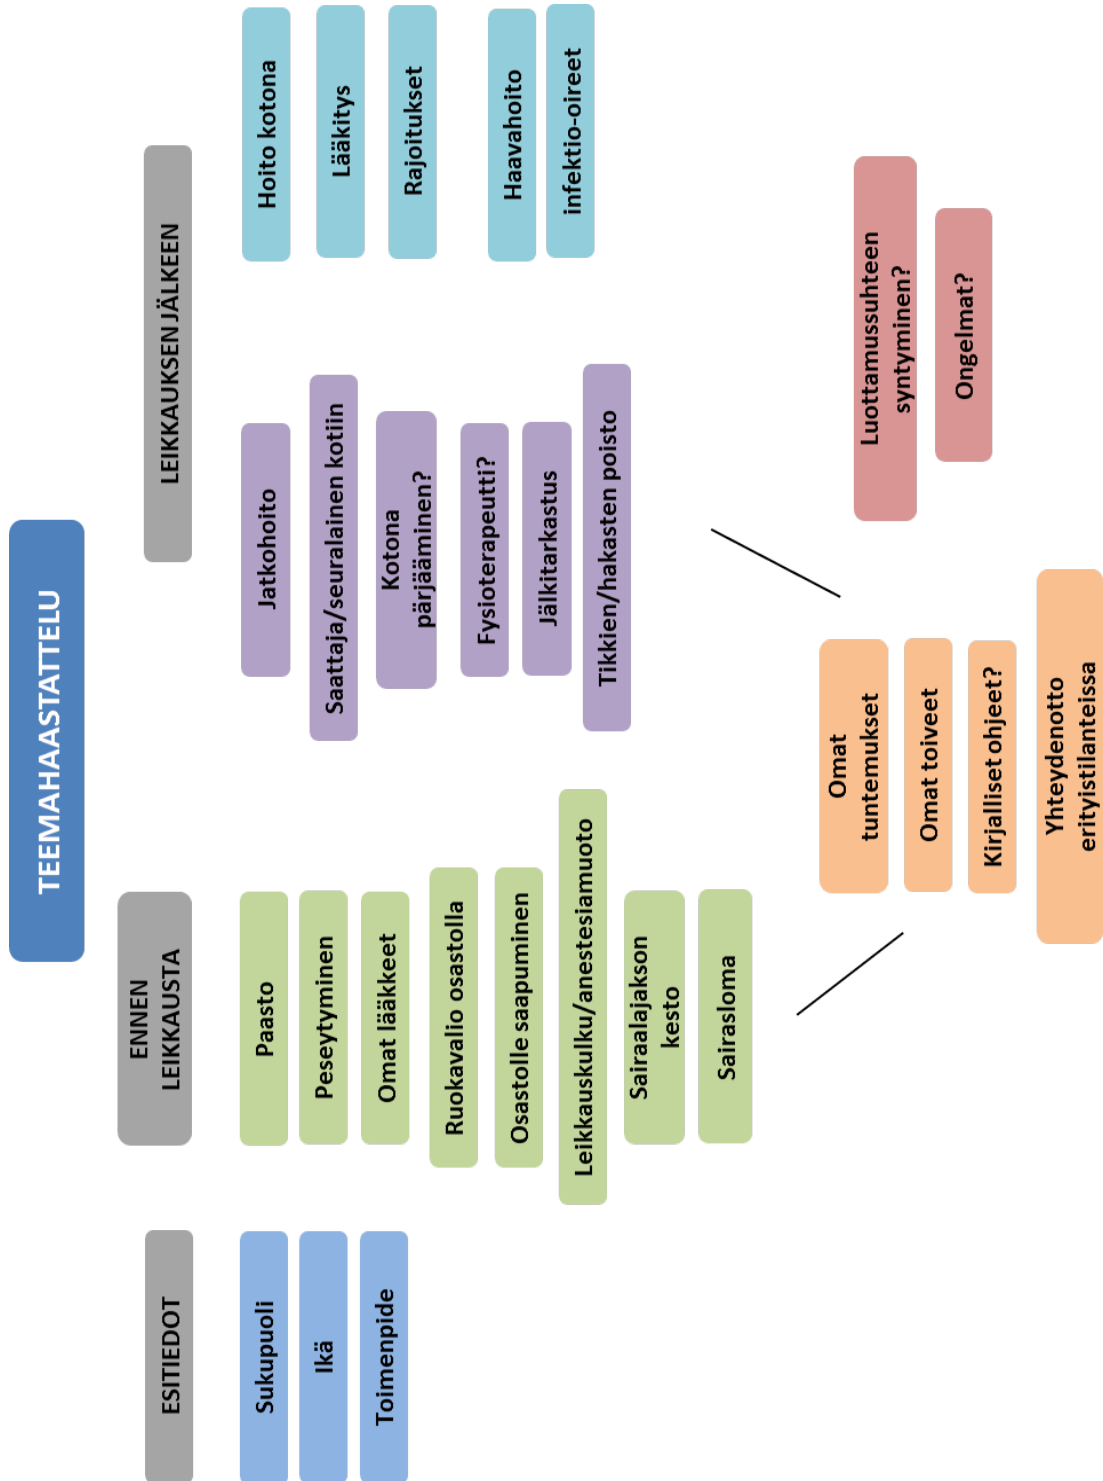 TEEMAHAASTATTELU
ESITIEDOT
Sukupuoli
Ikä
Toimenpide
ENNEN
LEIKKAUSTA
Paasto
Peseytyminen
Omat lääkkeet
Ruokavalio osastolla
Osastolle saapuminen
Leikkauskulku/anestesiamuoto
Sairaalajakson
kesto
Sairasloma
LEIKKAUKSEN JÄLKEEN
Jatkohoito
Saattaja/seuralainen kotiin
Kotona
pärjääminen?
Fysioterapeutti?
Jälkitarkastus
Tikkien/hakasten poisto
Hoito kotona
Lääkitys
Rajoitukset
Haavahoito
infektio-oireet
Omat
tuntemukset
Omat toiveet
Kirjalliset ohjeet?
Yhteydenotto
erityistilanteissa
Luottamussuhteen
syntyminen?
Ongelmat?